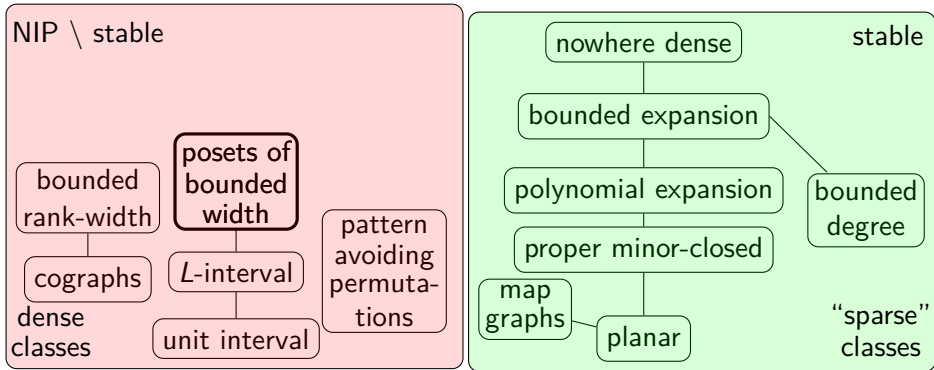 NIP \ stable
posets of
bounded
width
bounded
rank-width
pattern
avoiding
permuta-
tions
cographs
L-interval
unit interval
dense
classes
nowhere dense
stable
bounded expansion
polynomial expansion
bounded
degree
proper minor-closed
map
graphs
planar
“sparse”
classes